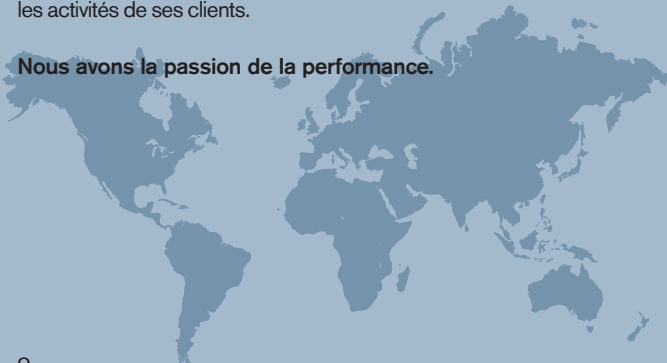 les activités de ses clients.
Nous avons la passion de la performance.